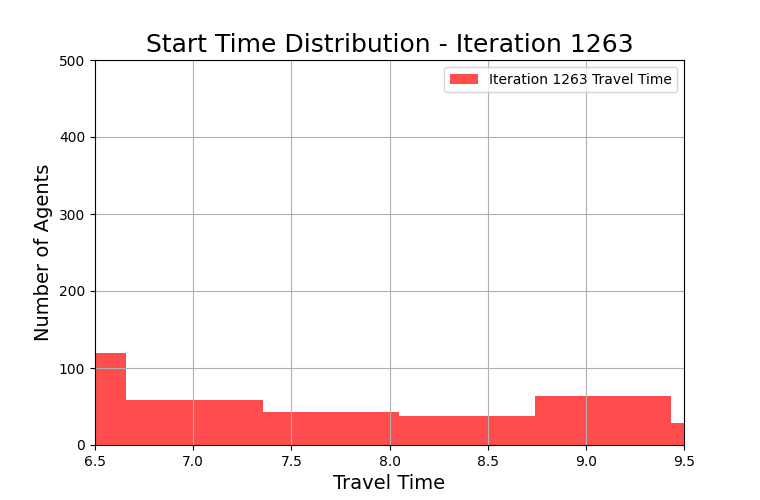 Start Time Distribution - Iteration 1263
Iteration 1263 Travel Time
Number of Agents
500
400
300
200
100
0
6.5 7.0 7.5 8.0 8.5 9.0 9.5
Travel Time